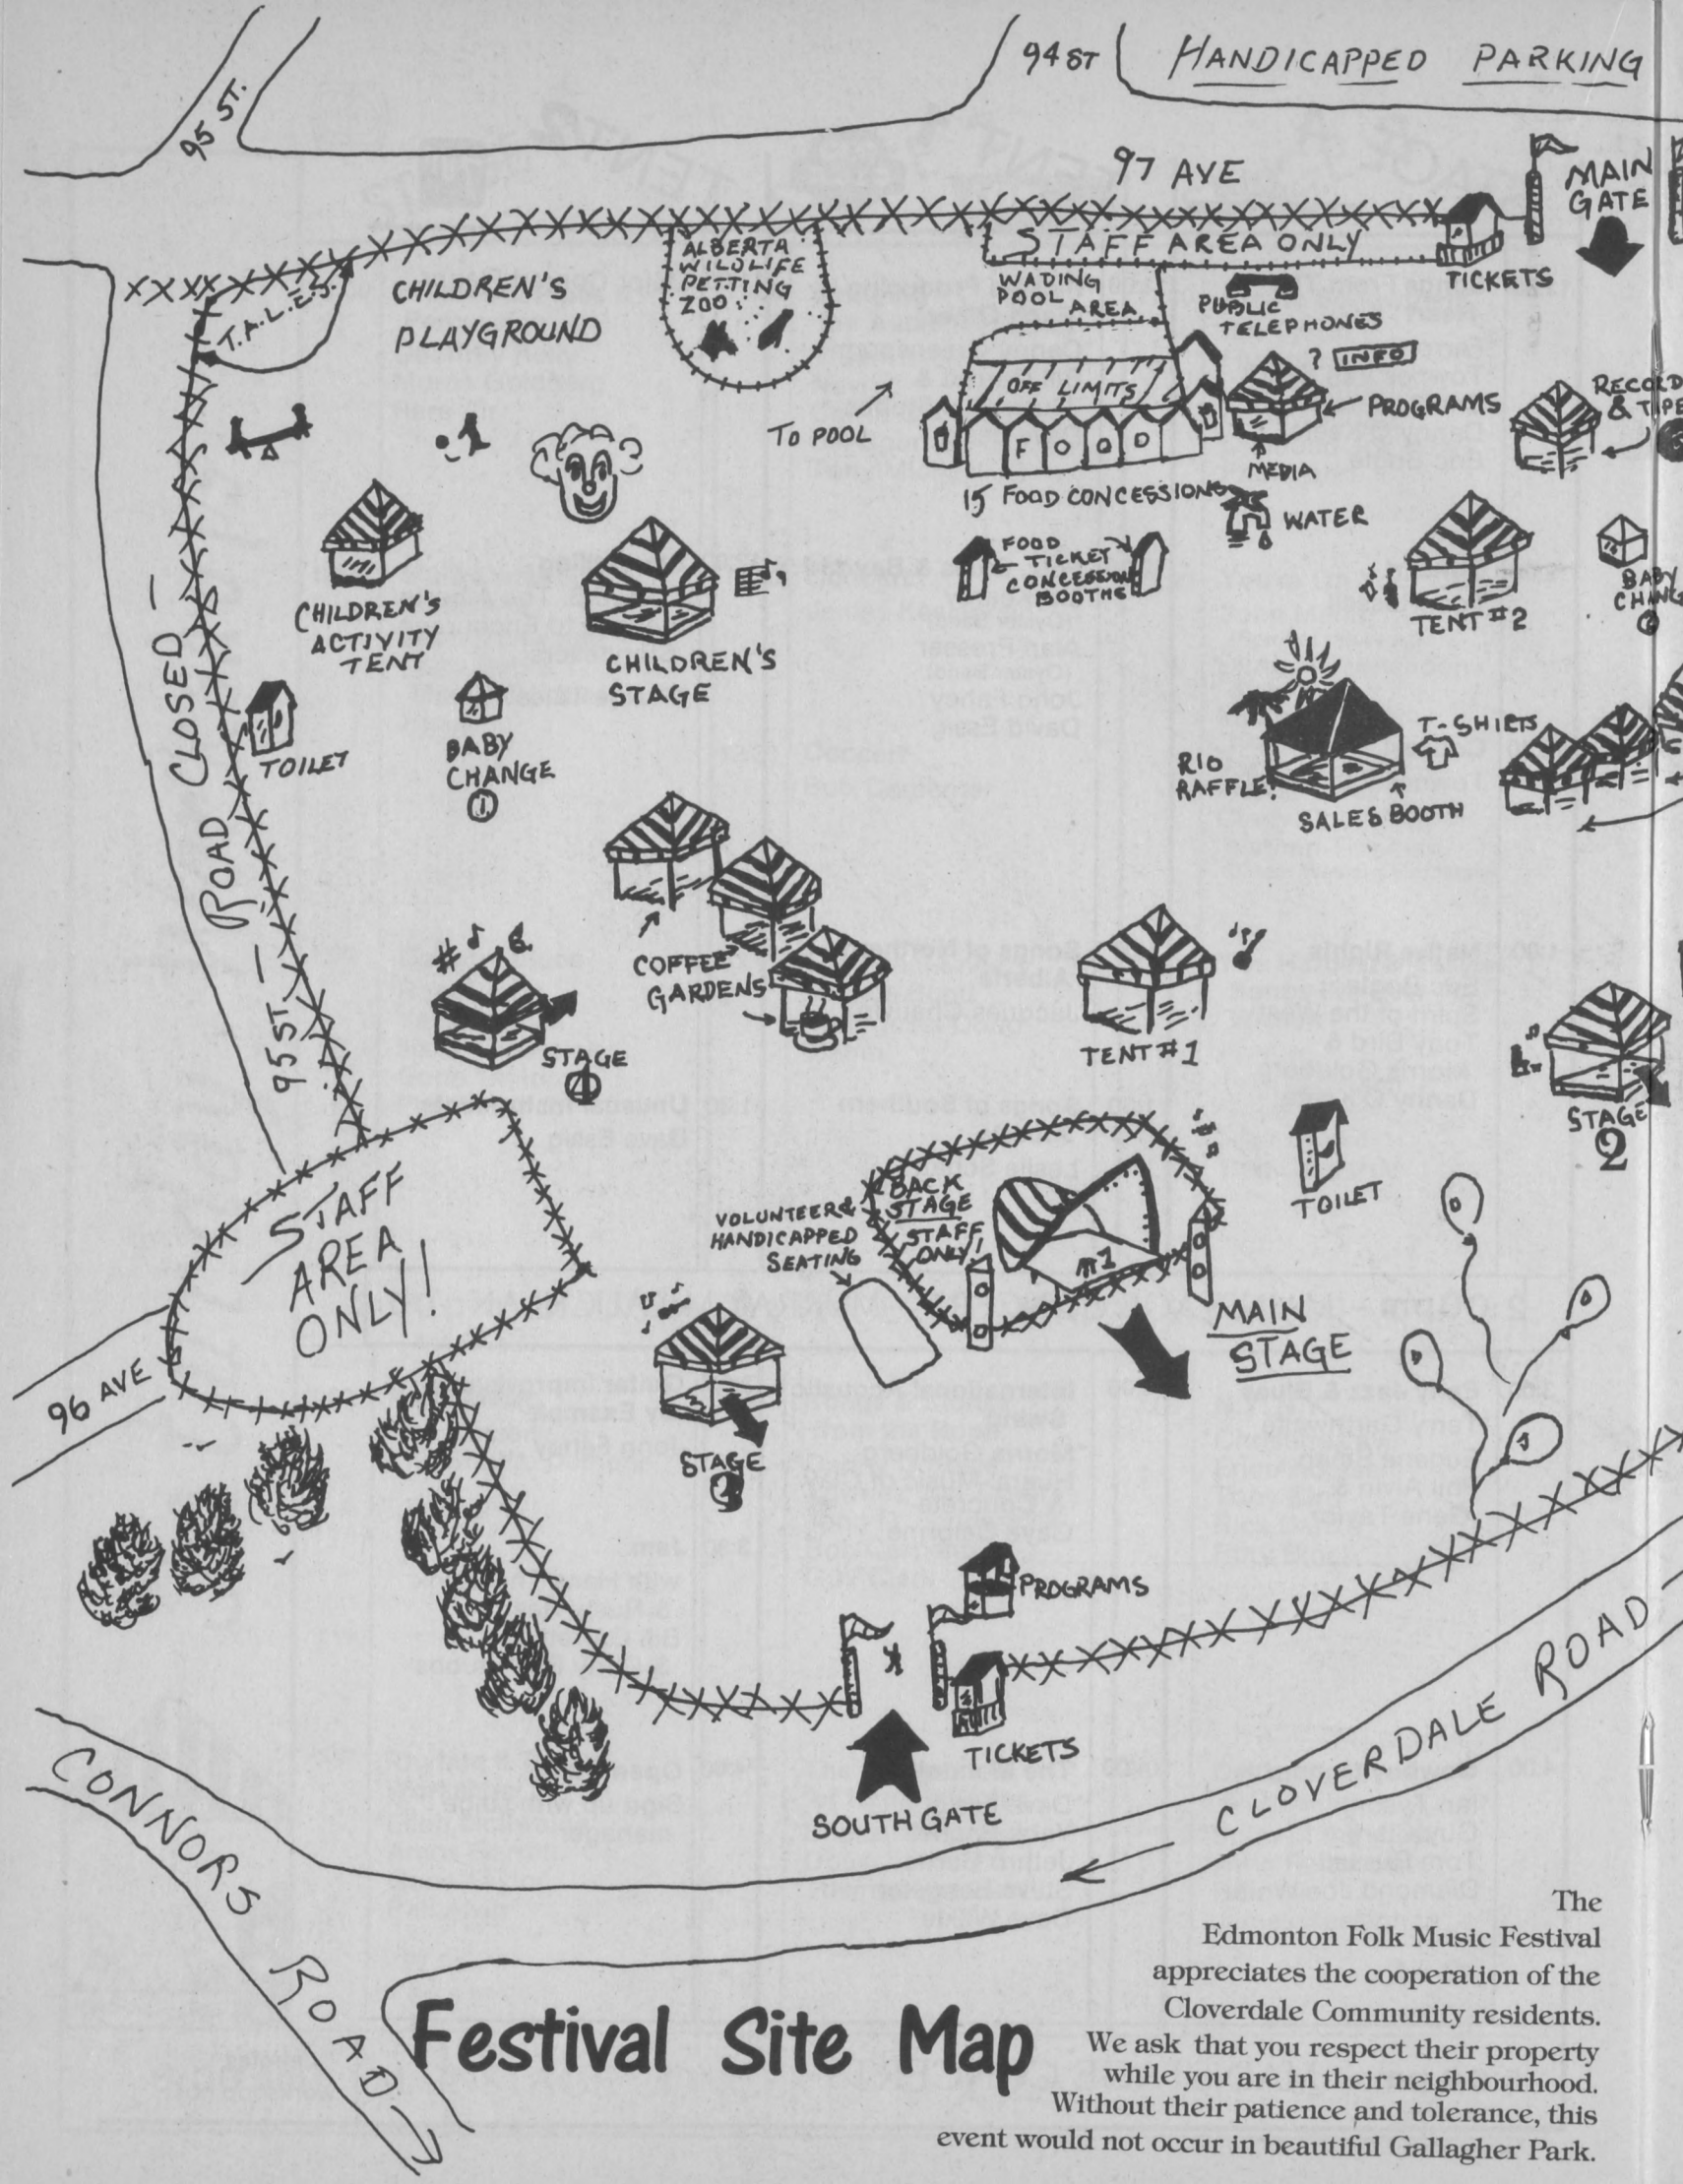 95 ST.
94 ST
HANDICAPPED PARKING
97 AVE
MAIN
GATE
TICKETS
STAFF AREA ONLY
ALBERTA
WILDLIFE
PETTING
ZOO
T.A.L.E.S.
CHILDREN'S
PLAYGROUND
WADING
POOL
AREA
PUBLIC
TELEPHONES
? INFO
PROGRAMS
MEDIA
OFF LIMITS
FOOD
TO POOL
15 FOOD CONCESSIONS
WATER
RECORD
& TAPE
FOOD
TICKET
CONCESSION
BOOTHS
TENT #2
BABY
CHANG
CHILDREN'S
ACTIVITY
TENT
CHILDREN'S
STAGE
TOILET
BABY
CHANGE
1
T-SHIRTS
RIO
RAFFLE!
SALES BOOTH
95 ST — ROAD CLOSED —
COFFEE
GARDENS
STAGE
4
TENT #1
STAGE
2
TOILET
STAFF
AREA
ONLY!
VOLUNTEER &
HANDICAPPED
SEATING
BACK
STAGE
STAFF
ONLY!
MAIN
STAGE
96 AVE
STAGE
3
PROGRAMS
TICKETS
SOUTH GATE
CLOVERDALE ROAD
CONNORS ROAD
Festival Site Map
The
Edmonton Folk Music Festival
appreciates the cooperation of the
Cloverdale Community residents.
We ask that you respect their property
while you are in their neighbourhood.
Without their patience and tolerance, this
event would not occur in beautiful Gallagher Park.